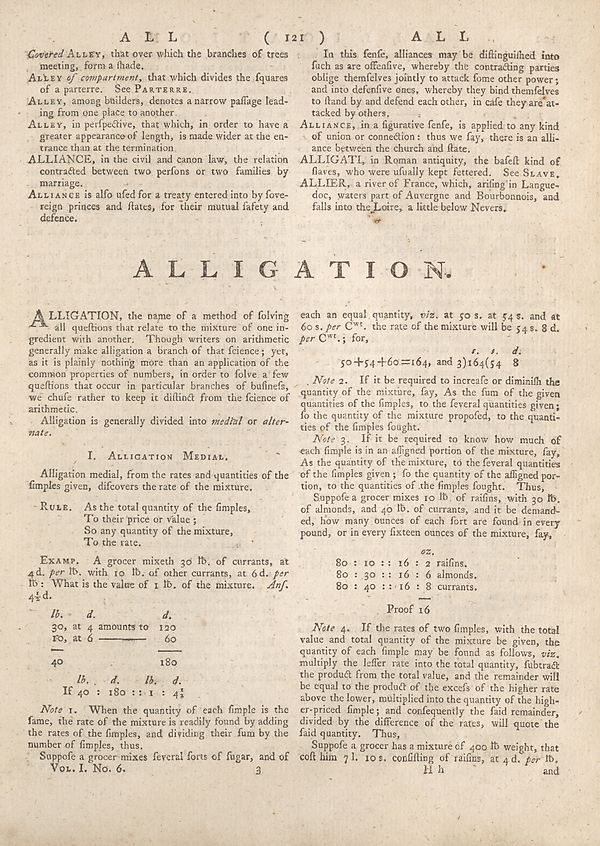 A L L ( 121 ) A L L
Covered ALLEY, that over which the branches of trees
meeting, form a ſhade.
ALLEY of compartment, that which divides the ſquares
of a parterre. See PARTERRE.
ALLEY, among builders, denotes a narrow paſſage lead-
ing from one place to another.
ALLEY, in perſpective, that which, in order to have a
greater appearance of length, is made wider at the en-
trance than at the termination.
ALLIANCE, in the civil and canon law, the relation
contracted between two perſons or two families by
marriage.
ALLIANCE is alſo uſed for a treaty entered into by ſove-
reign princes and ſtates, for their mutual ſafety and
defence.
In this ſenſe, alliances may be diſtinguiſhed into
ſuch as are offenſive, whereby the contracting parties
oblige themſelves jointly to attack ſome other power;
and into defenſive ones, whereby they bind themſelves
to ſtand by and defend each other, in caſe they are at-
tacked by others.
ALLIANCE, in a figurative ſenſe, is applied to any kind
of union or connection: thus we ſay, there is an alli-
ance between the church and ſtate.
ALLIGATI, in Roman antiquity, the baſeſt kind of
ſlaves, who were uſually kept fettered. See SLAVE.
ALLIER, a river of France, which, ariſing in Langue-
doc, waters part of Auvergne and Bourbonnois, and
falls into the Loire, a little below Nevers.
ALLIGATION.
ALLIGATION, the name of a method of ſolving
all queſtions that relate to the mixture of one in-
gredient with another. Though writers on arithmetic
generally make alligation a branch of that ſcience; yet,
as it is plainly nothing more than an application of the
common properties of numbers, in order to ſolve a few
queſtions that occur in particular branches of buſineſs,
we chuſe rather to keep it diſtinct from the ſcience of
arithmetic.
Alligation is generally divided into medial or alter-
nate.
I. ALLIGATION MEDIAL.
Alligation medial, from the rates and quantities of the
ſimples given, diſcovers the rate of the mixture.
RULE. As the total quantity of the ſimples,
To their price or value;
So any quantity of the mixture,
To the rate.
EXAMP. A grocer mixeth 30 lb. of currants, at
4 d. per lb. with 10 lb. of other currants, at 6 d. per
lb: What is the value of 1 lb. of the mixture. Anſ.
4½ d.
lb. d. d.
30, at 4 amounts to 120
10, at 6 ——— 60
— —
40 180
lb. d. lb. d.
If 40 : 180 :: 1 : 4½
Note 1. When the quantity of each ſimple is the
ſame, the rate of the mixture is readily found by adding
the rates of the ſimples, and dividing their ſum by the
number of ſimples, thus.
Suppoſe a grocer mixes ſeveral ſorts of ſugar, and of
VOL. I. No. 6. 3
each an equal quantity, viz. at 50 s. at 54 s. and at
60 s. per Cwt. the rate of the mixture will be 54 s. 8 d.
per Cwt.; for,
s. s. d.
50+54+60=164, and 3)164(54 8
Note 2. If it be required to increaſe or diminiſh the
quantity of the mixture, ſay, As the ſum of the given
quantities of the ſimples, to the ſeveral quantities given;
ſo the quantity of the mixture propoſed, to the quanti-
ties of the ſimples ſought.
Note 3. If it be required to know how much of
each ſimple is in an aſſigned portion of the mixture, ſay,
As the quantity of the mixture, to the ſeveral quantities
of the ſimples given; ſo the quantity of the aſſigned por-
tion, to the quantities of the ſimples ſought. Thus,
Suppoſe a grocer mixes 10 lb. of raiſins, with 30 lb.
of almonds, and 40 lb. of currants, and it be demand-
ed, how many ounces of each ſort are found in every
pound, or in every ſixteen ounces of the mixture, ſay,
oz.
80 : 10 :: 16 : 2 raiſins.
80 : 30 :: 16 : 6 almonds.
80 : 40 :: 16 : 8 currants.
—
Proof 16
Note 4. If the rates of two ſimples, with the total
value and total quantity of the mixture be given, the
quantity of each ſimple may be found as follows, viz.
multiply the leſſer rate into the total quantity, ſubtract
the product from the total value, and the remainder will
be equal to the product of the exceſs of the higher rate
above the lower, multiplied into the quantity of the high-
er-priced ſimple; and conſequently the ſaid remainder,
divided by the difference of the rates, will quote the
ſaid quantity. Thus,
Suppoſe a grocer has a mixture of 400 lb weight, that
coſt him 7 l. 10 s. conſiſting of raiſins, at 4 d. per lb.
H h and